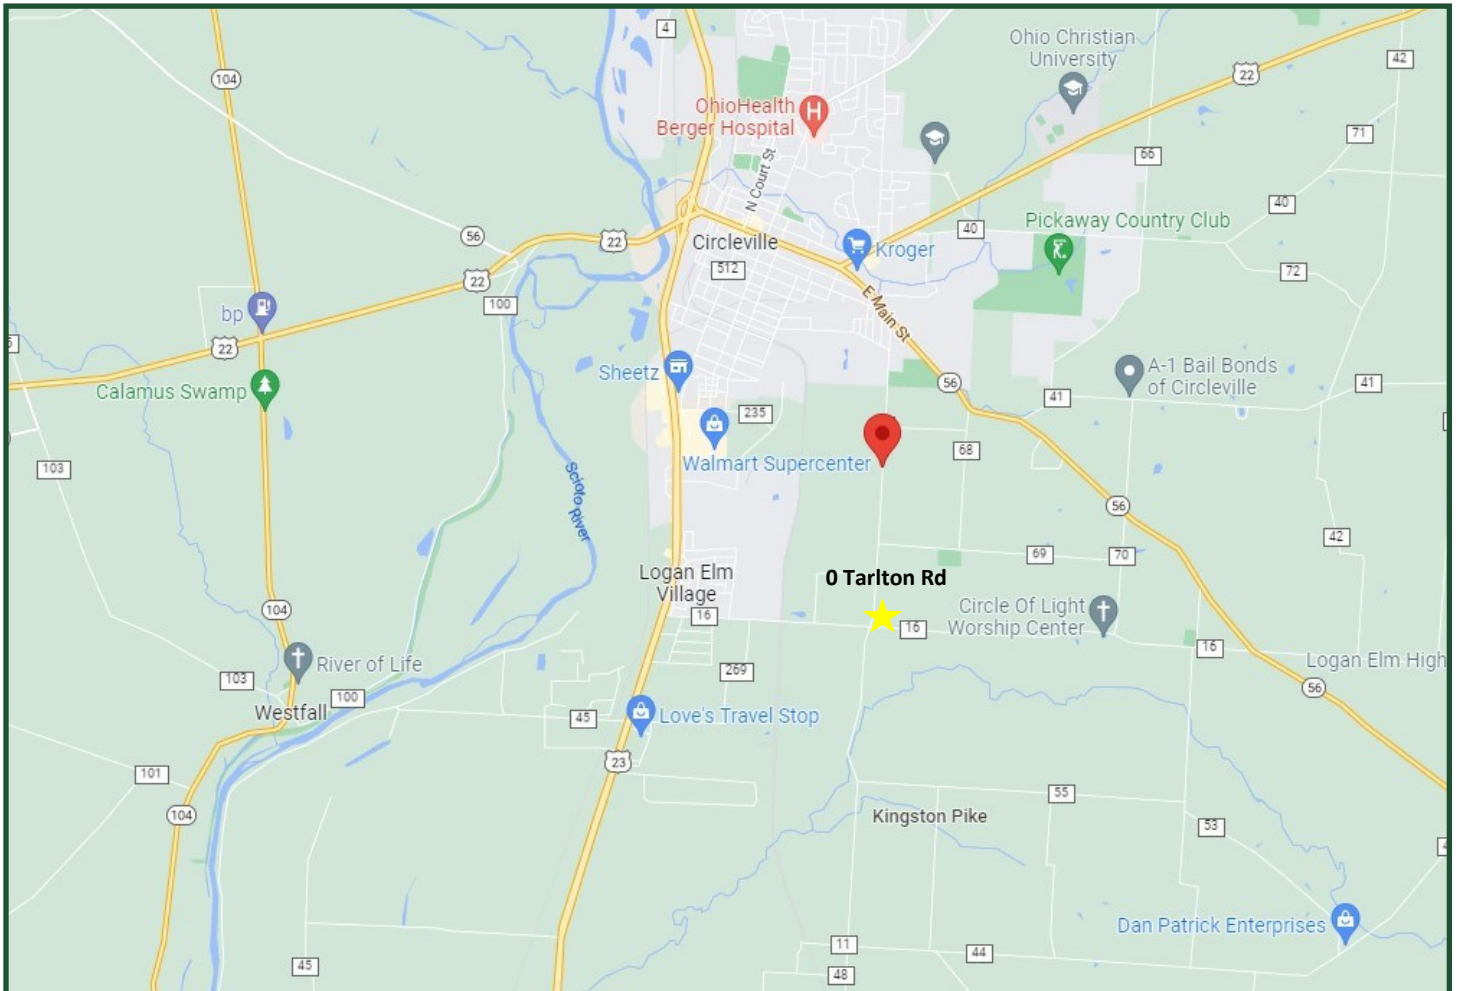 4
Ohio Christian
University
42
104
22
OhioHealth
Berger Hospital
71
66
N Court St
40
Pickaway Country Club
56
22
Circleville
Kroger
40
512
72
22
100
bp
E Main St
22
Sheetz
A-1 Bail Bonds
of Circleville
Calamus Swamp
56
41
41
235
103
Walmart Supercenter
68
Scioto River
56
42
69
70
Logan Elm
Village
0 Tarlton Rd
104
16
Circle Of Light
Worship Center
16
16
River of Life
Logan Elm High
103
269
56
100
Westfall
45
Love's Travel Stop
23
101
55
104
Kingston Pike
53
Dan Patrick Enterprises
11
44
45
48